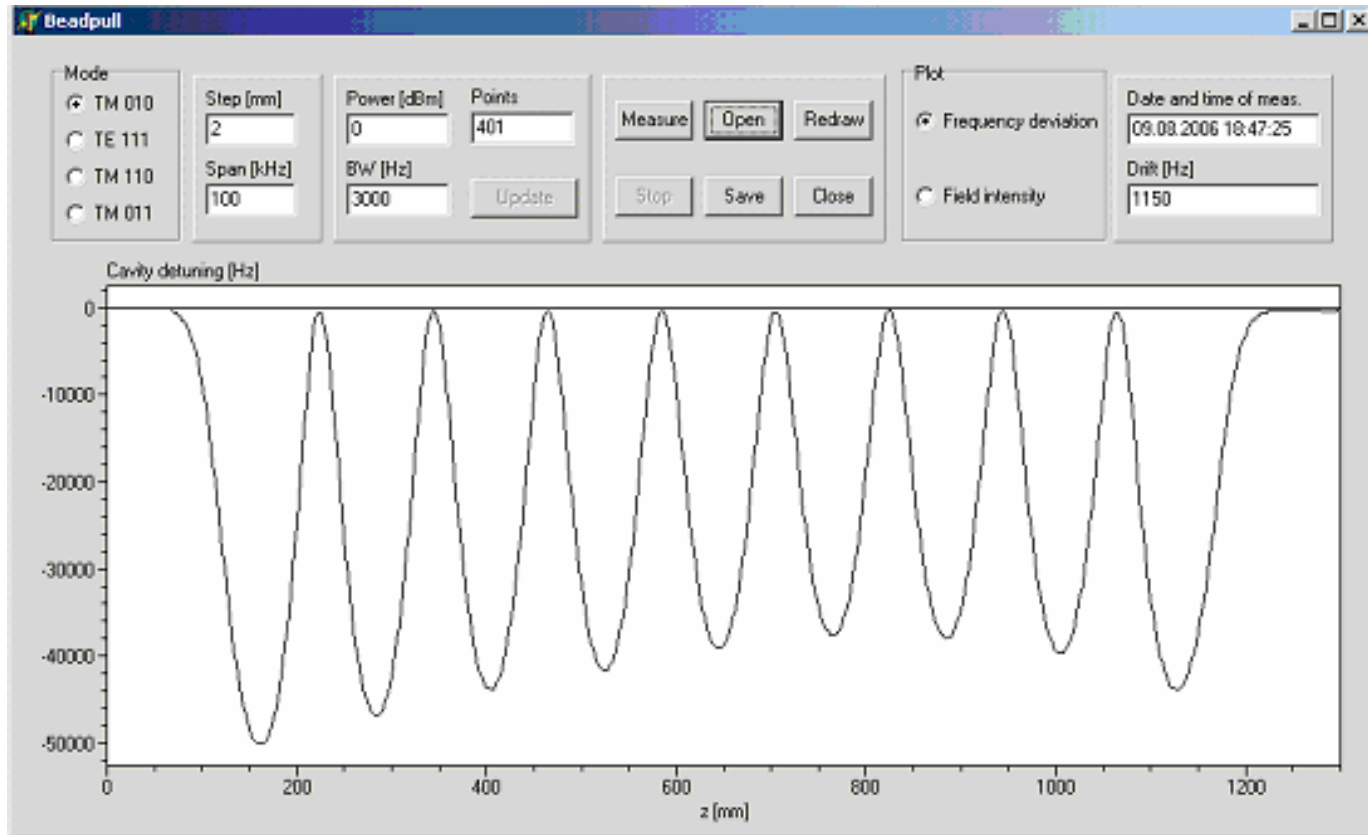 Beadpull
Mode
TM 010
TE 111
TM 110
TM 011
Step [mm]
2
Span [kHz]
100
Power [dBm]
0
BW [Hz]
3000
Points
401
Update
Measure
Open
Redraw
Stop
Save
Close
Plot
Frequency deviation
Field intensity
Date and time of meas.
09.08.2006 18:47:25
Drift [Hz]
1150
Cavity detuning [Hz]
0
-10000
-20000
-30000
-40000
-50000
0 200 400 600 800 1000 1200
z [mm]